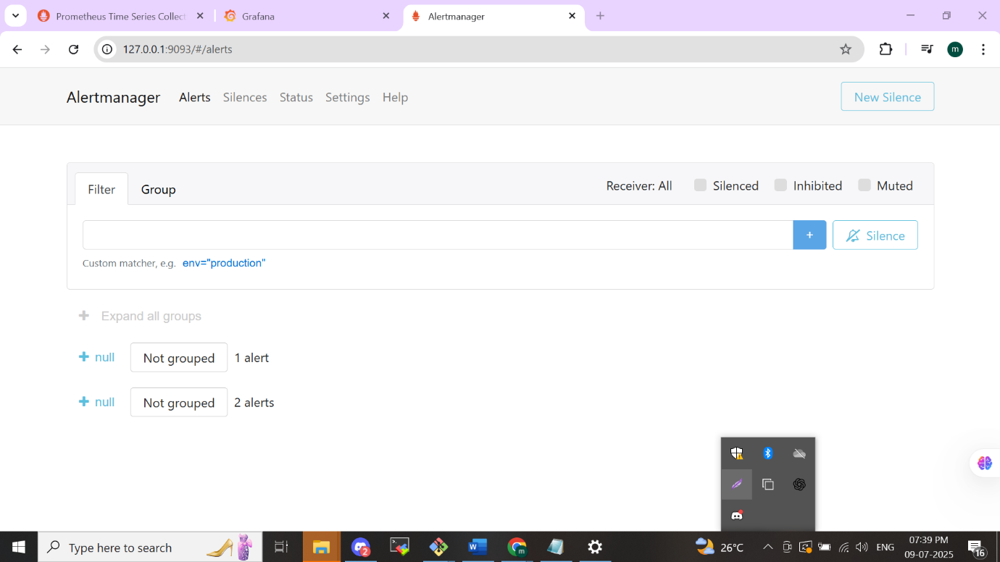 Prometheus Time Series Collect
Grafana
Alertmanager
127.0.0.1:9093/#/alerts
m
Alertmanager Alerts Silences Status Settings Help New Silence
Filter Group Receiver: All Silenced Inhibited Muted
+ Silence
Custom matcher, e.g. env="production"
+ Expand all groups
+ null Not grouped 1 alert
+ null Not grouped 2 alerts
Type here to search
2
W
m
26°C
ENG
07:39 PM
09-07-2025
16